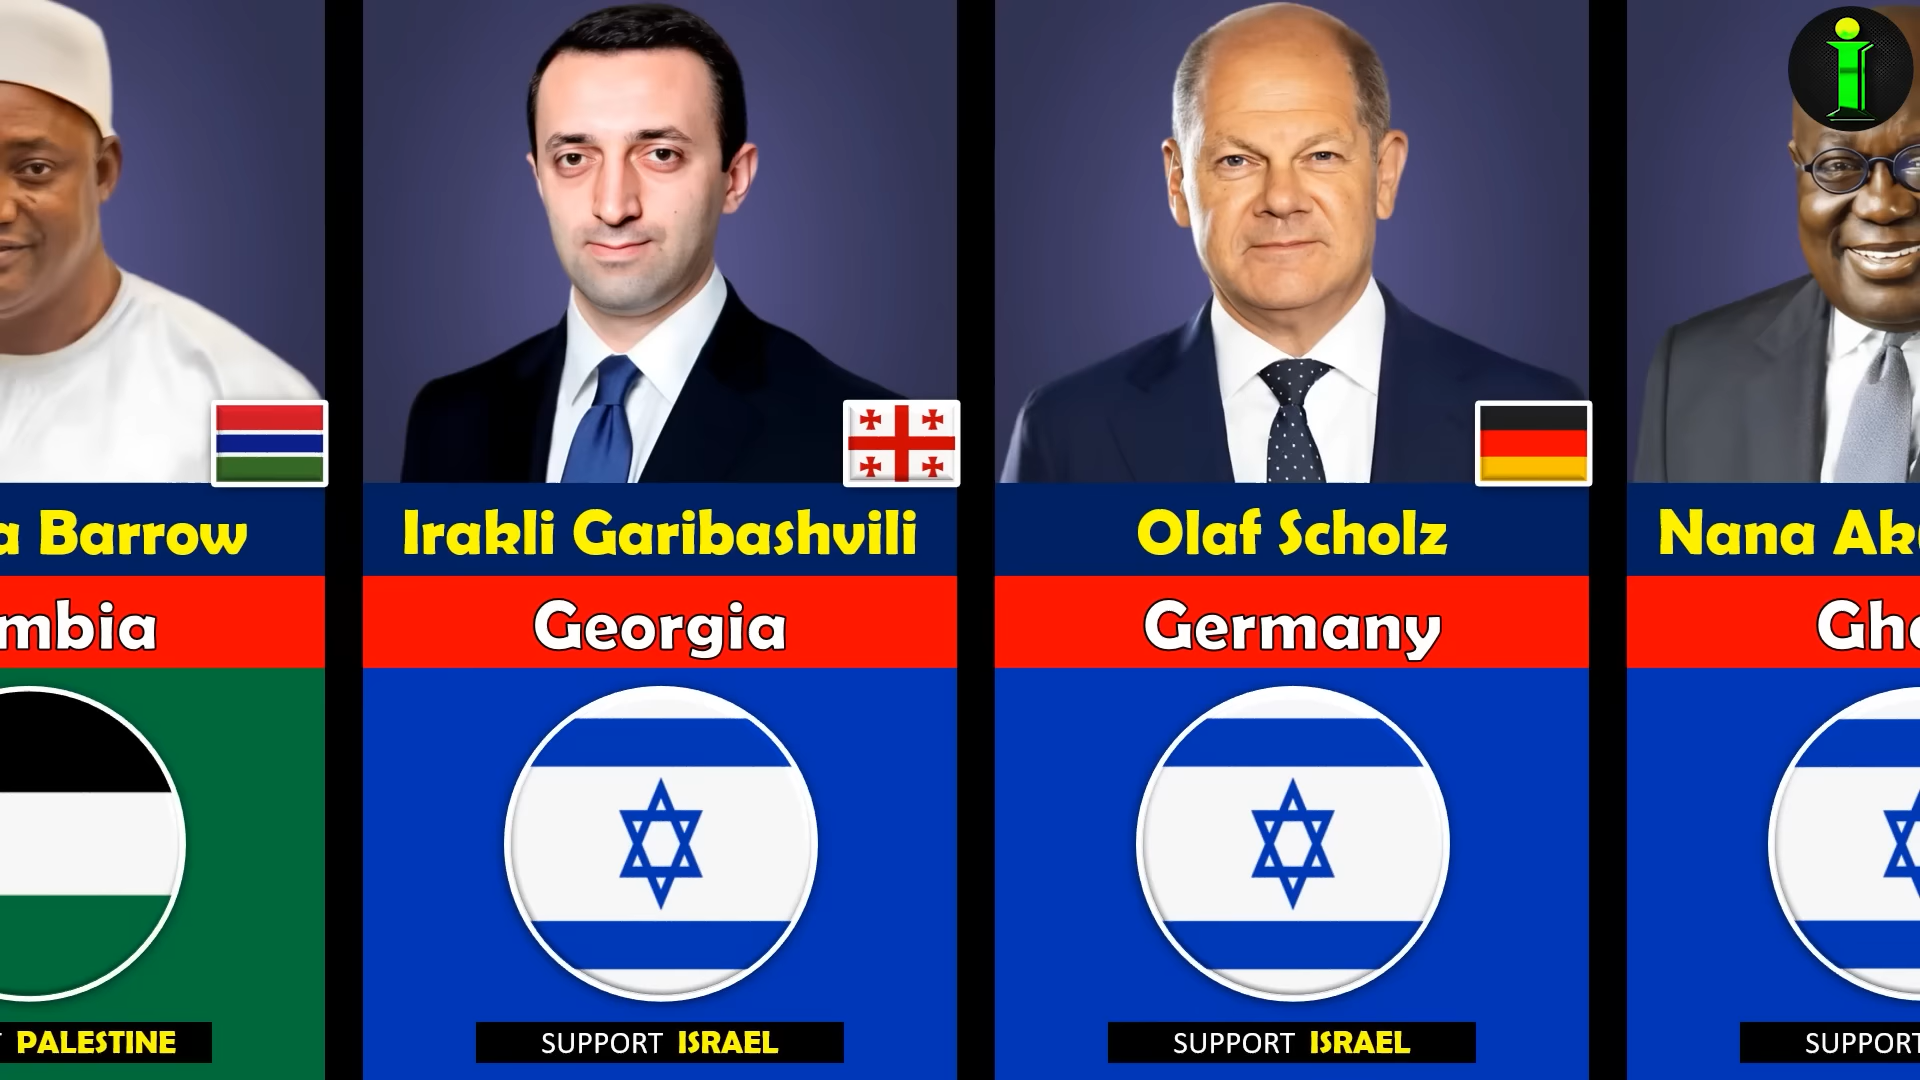 a Barrow
mbia
PALESTINE
Irakli Garibashvili
Georgia
SUPPORT ISRAEL
Olaf Scholz
Germany
SUPPORT ISRAEL
Nana Ak
Gh
SUPPORT